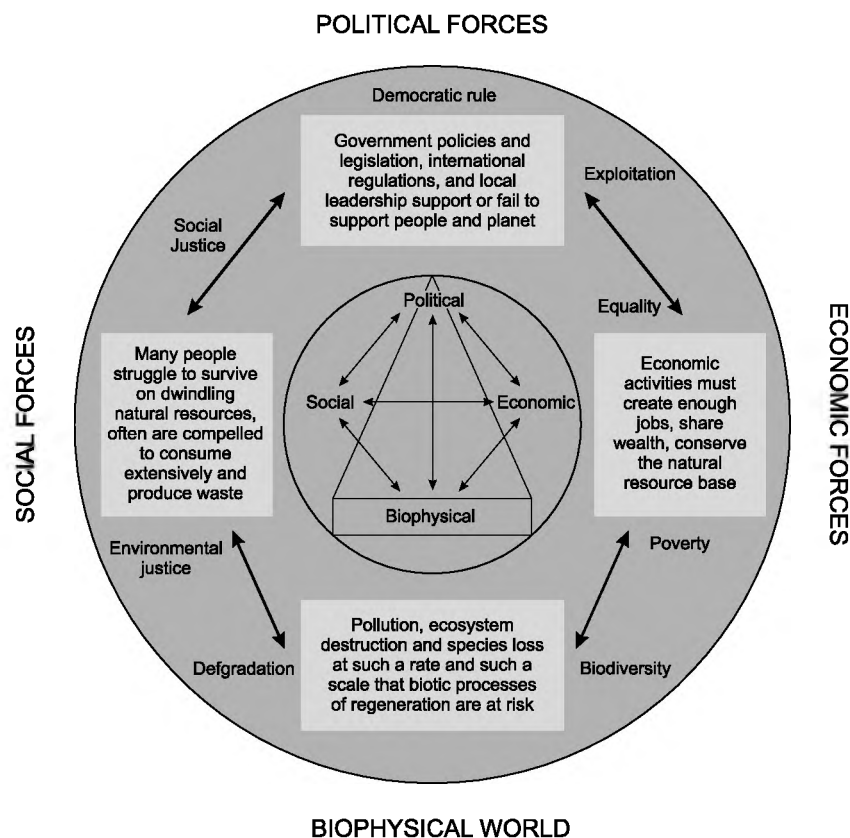 POLITICAL FORCES
Democratic rule
Government policies and
legislation, international
regulations, and local
leadership support or fail to
support people and planet
Exploitation
Social
Justice
Equality
Political
Social
Economic
Biophysical
SOCIAL FORCES
Many people
struggle to survive
on dwindling
natural resources,
often are compelled
to consume
extensively and
produce waste
Economic
activities must
create enough
jobs, share
wealth, conserve
the natural
resource base
ECONOMIC FORCES
Environmental
justice
Poverty
Defgradation
Pollution, ecosystem
destruction and species loss
at such a rate and such a
scale that biotic processes
of regeneration are at risk
Biodiversity
BIOPHYSICAL WORLD